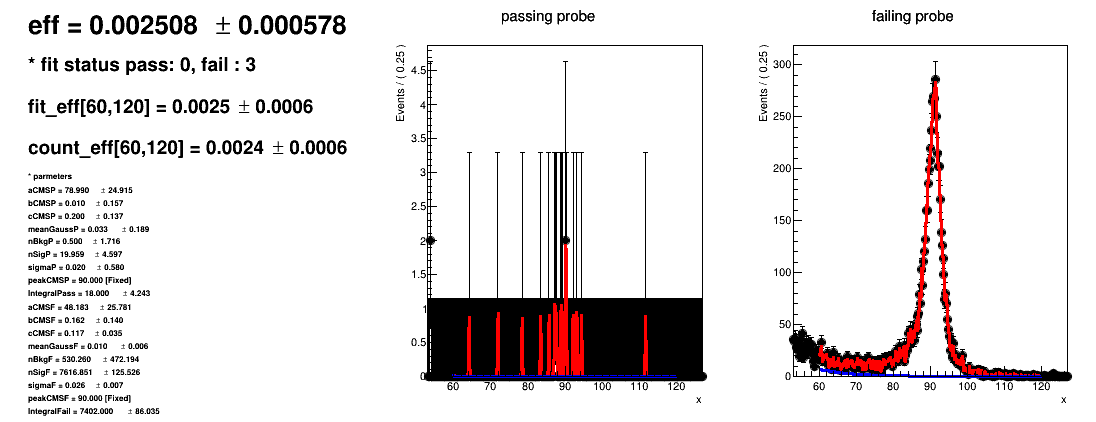 eff = 0.002508 ± 0.000578
* fit status pass: 0, fail : 3
fit_eff[60,120] = 0.0025 ± 0.0006
count_eff[60,120] = 0.0024 ± 0.0006
* parmeters
aCMSP = 78.990 ± 24.915
bCMSP = 0.010 ± 0.157
cCMSP = 0.200 ± 0.137
meanGaussP = 0.033 ± 0.189
nBkgP = 0.500 ± 1.716
nSigP = 19.959 ± 4.597
sigmaP = 0.020 ± 0.580
peakCMSP = 90.000 [Fixed]
IntegralPass = 18.000 ± 4.243
aCMSF = 48.183 ± 25.781
bCMSF = 0.162 ± 0.140
cCMSF = 0.117 ± 0.035
meanGaussF = 0.010 ± 0.006
nBkgF = 530.260 ± 472.194
nSigF = 7616.851 ± 125.526
sigmaF = 0.026 ± 0.007
peakCMSF = 90.000 [Fixed]
IntegralFail = 7402.000 ± 86.035
passing probe
Events / ( 0.25 )
4.5
4
3.5
3
2.5
2
1.5
1
0.5
0
60 70 80 90 100 110 120
x
failing probe
Events / ( 0.25 )
300
250
200
150
100
50
0
60 70 80 90 100 110 120
x